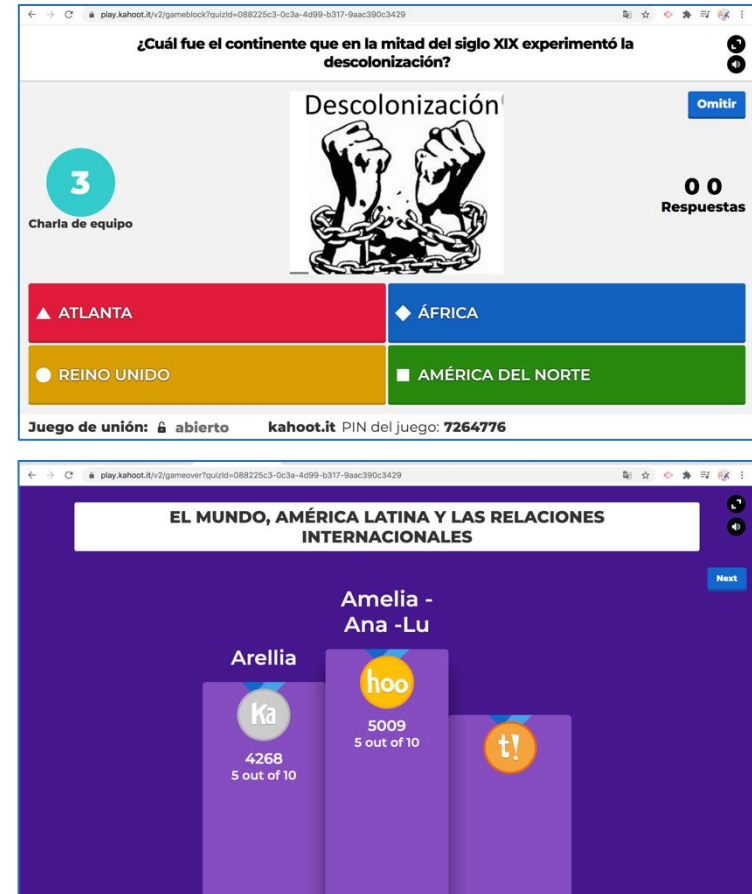 play.kahoot.it/v2/gameblock?quizId=088225c3-0c3a-4d99-b317-9aac390c3429
¿Cuál fue el continente que en la mitad del siglo XIX experimentó la
descolonización?
Descolonización
Omitir
3
Charla de equipo
0 0
Respuestas
ATLANTA
ÁFRICA
REINO UNIDO
AMÉRICA DEL NORTE
Juego de unión: abierto kahoot.it PIN del juego: 7264776
play.kahoot.it/v2/gameover?quizId=088225c3-0c3a-4d99-b317-9aac390c3429
EL MUNDO, AMÉRICA LATINA Y LAS RELACIONES
INTERNACIONALES
Next
Amelia -
Ana -Lu
Arellia
hoo
Ka
5009
5 out of 10
t!
4268
5 out of 10